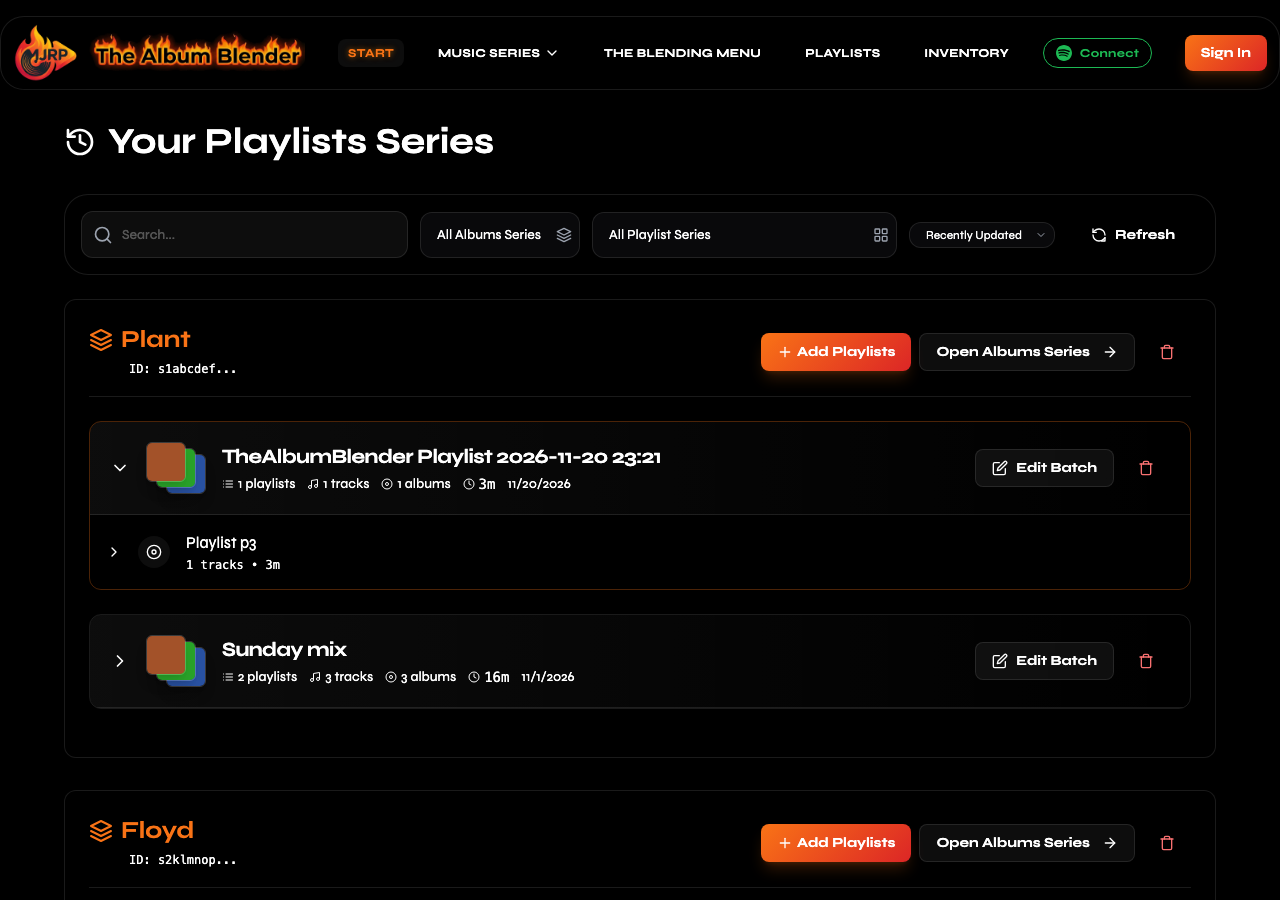 JRP The Album Blender START MUSIC SERIES THE BLENDING MENU PLAYLISTS INVENTORY Connect Sign In
Your Playlists Series
Search... All Albums Series All Playlist Series Recently Updated Refresh
Plant
ID: s1abcdef...
+ Add Playlists Open Albums Series →
TheAlbumBlender Playlist 2026-11-20 23:21
1 playlists 1 tracks 1 albums 3m 11/20/2026
Edit Batch
Playlist p3
1 tracks • 3m
Sunday mix
2 playlists 3 tracks 3 albums 16m 11/1/2026
Edit Batch
Floyd
ID: s2klmnop...
+ Add Playlists Open Albums Series →